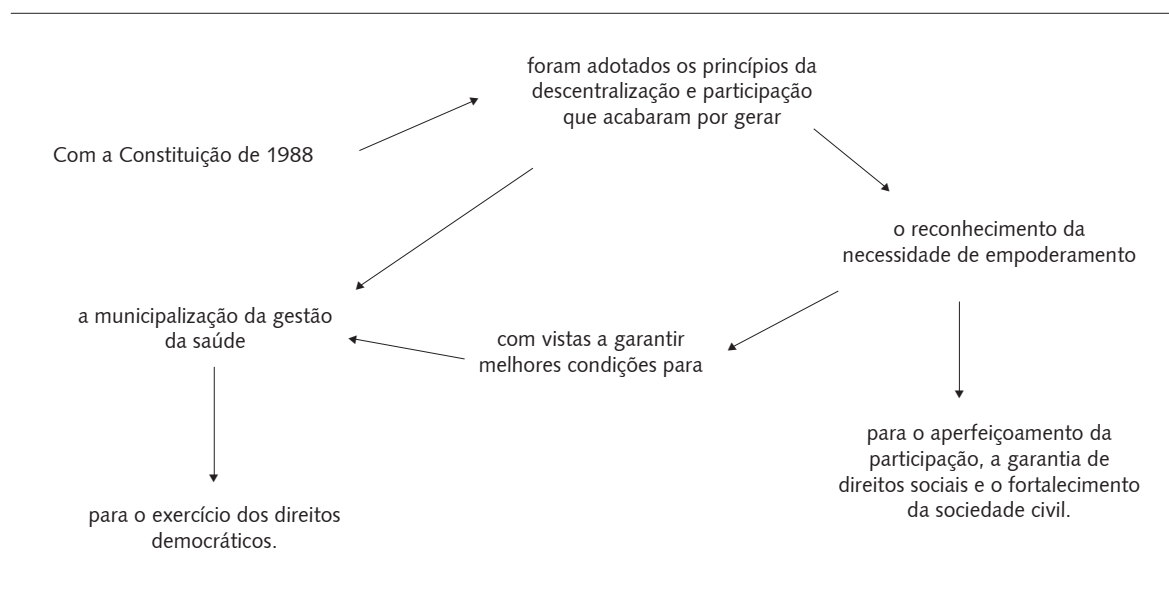 foram adotados os princípios da
descentralização e participação
que acabaram por gerar
Com a Constituição de 1988
o reconhecimento da
necessidade de empoderamento
a municipalização da gestão
da saúde
com vistas a garantir
melhores condições para
para o aperfeiçoamento da
participação, a garantia de
direitos sociais e o fortalecimento
da sociedade civil.
para o exercício dos direitos
democráticos.